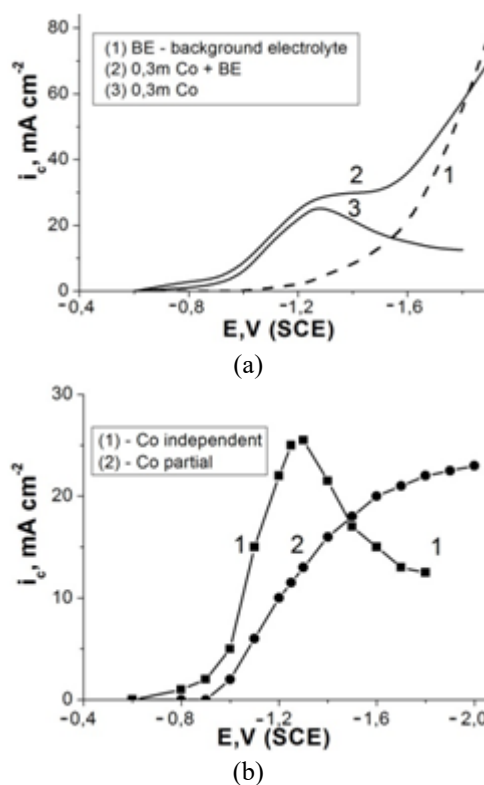 80
60
40
20
0
i_c, mA cm⁻²
(1) BE - background electrolyte
(2) 0,3m Co + BE
(3) 0,3m Co
2
1
3
-0,4 -0,8 -1,2 -1,6
E,V (SCE)
(a)
30
20
10
0
i_c, mA cm⁻²
(1) - Co independent
(2) - Co partial
1
2
1
-0,4 -0,8 -1,2 -1,6 -2,0
E,V (SCE)
(b)